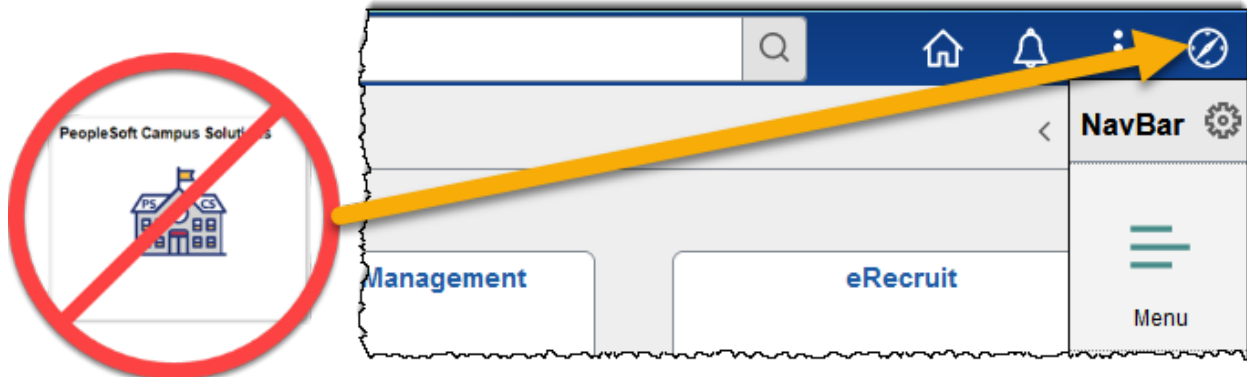 PeopleSoft Campus Solutions
PS CS
NavBar
Management
eRecruit
Menu